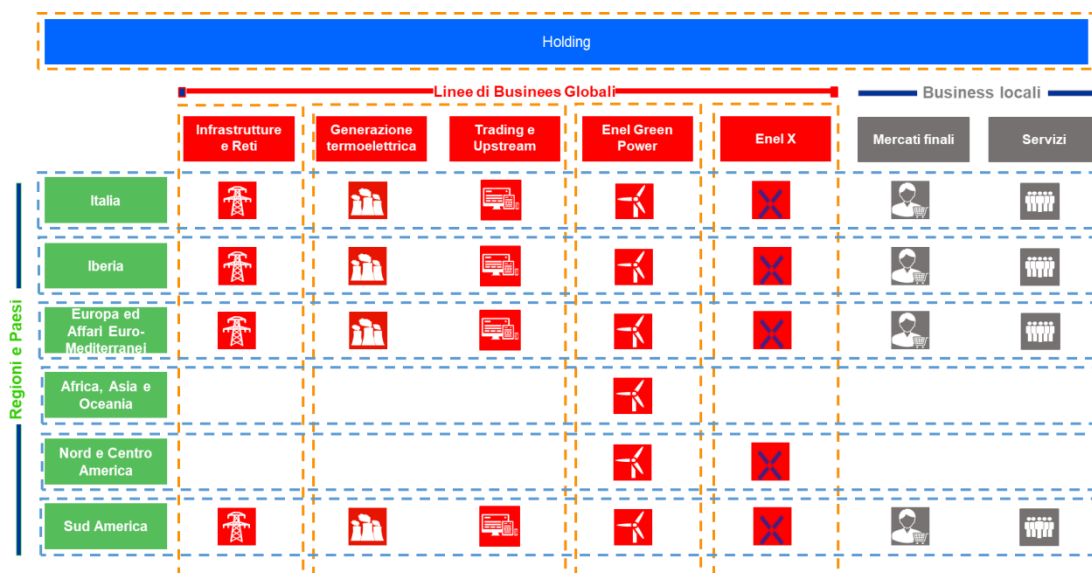 Holding
Linee di Businees Globali
Business locali
Infrastrutture
e Reti
Generazione
termoelettrica
Trading e
Upstream
Enel Green
Power
Enel X
Mercati finali
Servizi
Regioni e Paesi
Italia
Iberia
Europa ed
Affari Euro-
Mediterranei
Africa, Asia e
Oceania
Nord e Centro
America
Sud America